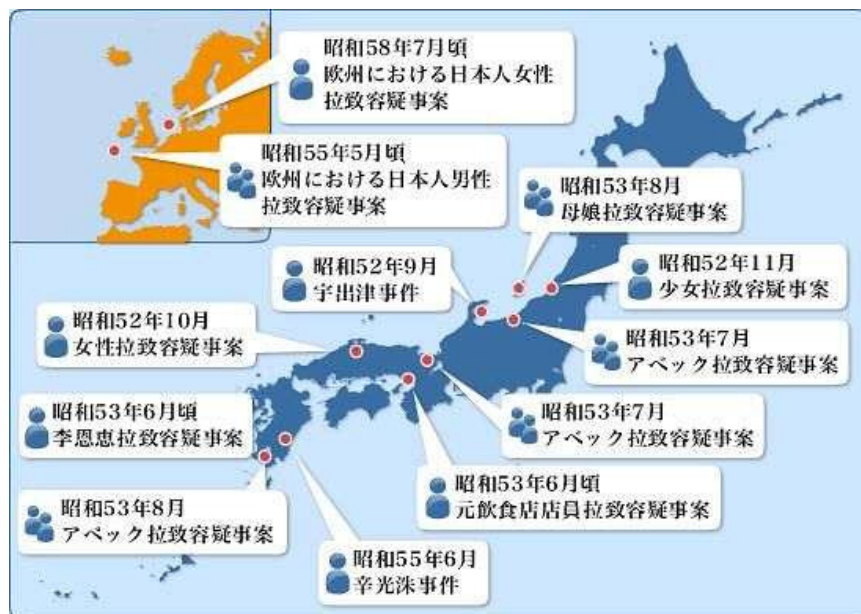 昭和58年7月頃
欧州における日本人女性
拉致容疑事案
昭和55年5月頃
欧州における日本人男性
拉致容疑事案
昭和53年8月
母娘拉致容疑事案
昭和52年9月
宇出津事件
昭和52年11月
少女拉致容疑事案
昭和52年10月
女性拉致容疑事案
昭和53年7月
アベック拉致容疑事案
昭和53年6月頃
李恩恵拉致容疑事案
昭和53年7月
アベック拉致容疑事案
昭和53年6月頃
元飲食店店員拉致容疑事案
昭和53年8月
アベック拉致容疑事案
昭和55年6月
辛光洙事件